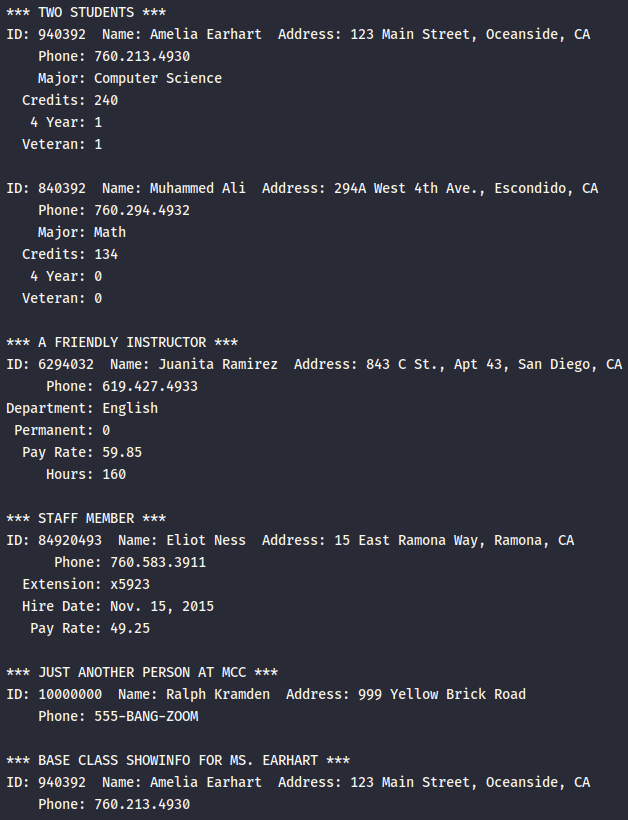 *** TWO STUDENTS ***
ID: 940392  Name: Amelia Earhart  Address: 123 Main Street, Oceanside, CA
    Phone: 760.213.4930
    Major: Computer Science
  Credits: 240
   4 Year: 1
  Veteran: 1

ID: 840392  Name: Muhammed Ali  Address: 294A West 4th Ave., Escondido, CA
    Phone: 760.294.4932
    Major: Math
  Credits: 134
   4 Year: 0
  Veteran: 0

*** A FRIENDLY INSTRUCTOR ***
ID: 6294032  Name: Juanita Ramirez  Address: 843 C St., Apt 43, San Diego, CA
     Phone: 619.427.4933
Department: English
 Permanent: 0
  Pay Rate: 59.85
     Hours: 160

*** STAFF MEMBER ***
ID: 84920493  Name: Eliot Ness  Address: 15 East Ramona Way, Ramona, CA
      Phone: 760.583.3911
  Extension: x5923
  Hire Date: Nov. 15, 2015
   Pay Rate: 49.25

*** JUST ANOTHER PERSON AT MCC ***
ID: 10000000  Name: Ralph Kramden  Address: 999 Yellow Brick Road
    Phone: 555-BANG-ZOOM

*** BASE CLASS SHOWINFO FOR MS. EARHART ***
ID: 940392  Name: Amelia Earhart  Address: 123 Main Street, Oceanside, CA
    Phone: 760.213.4930